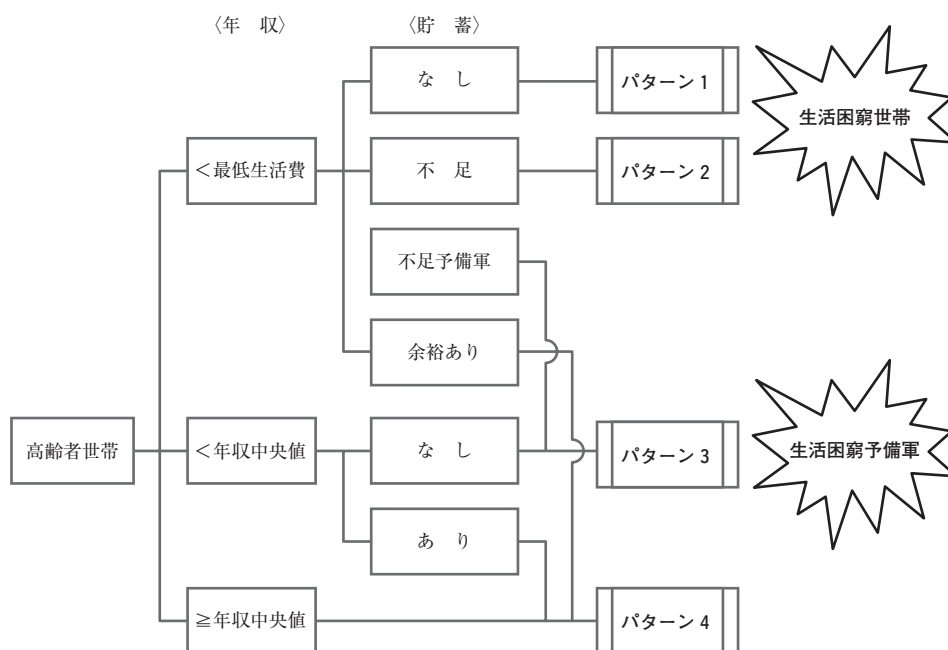 〈年　収〉
〈貯　蓄〉
な　し
パターン 1
生活困窮世帯
＜最低生活費
不　足
パターン 2
不足予備軍
余裕あり
高齢者世帯
＜年収中央値
な　し
パターン 3
生活困窮予備軍
あ　り
≧年収中央値
パターン 4